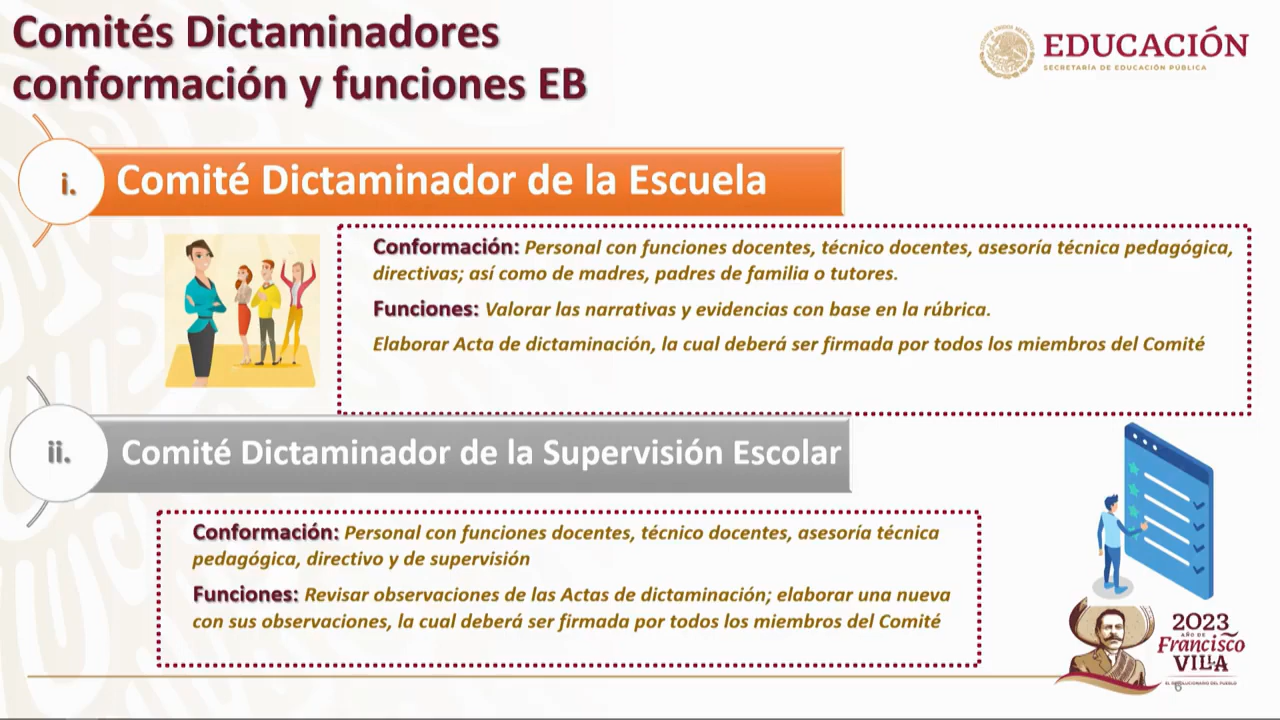 Comités Dictaminadores
conformación y funciones EB
EDUCACIÓN
SECRETARÍA DE EDUCACIÓN PÚBLICA
i.
Comité Dictaminador de la Escuela
Conformación: Personal con funciones docentes, técnico docentes, asesoría técnica pedagógica,
directivas; así como de madres, padres de familia o tutores.
Funciones: Valorar las narrativas y evidencias con base en la rúbrica.
Elaborar Acta de dictaminación, la cual deberá ser firmada por todos los miembros del Comité
ii.
Comité Dictaminador de la Supervisión Escolar
Conformación: Personal con funciones docentes, técnico docentes, asesoría técnica
pedagógica, directivo y de supervisión
Funciones: Revisar observaciones de las Actas de dictaminación; elaborar una nueva
con sus observaciones, la cual deberá ser firmada por todos los miembros del Comité
2023
AÑO DE
Francisco
VILLA
6